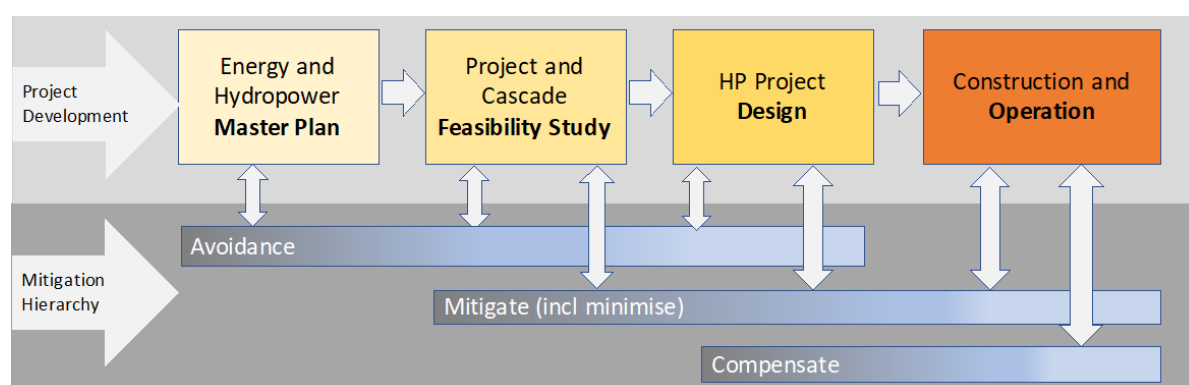 Project
Development
Energy and
Hydropower
Master Plan
Project and
Cascade
Feasibility Study
HP Project
Design
Construction and
Operation
Mitigation
Hierarchy
Avoidance
Mitigate (incl minimise)
Compensate